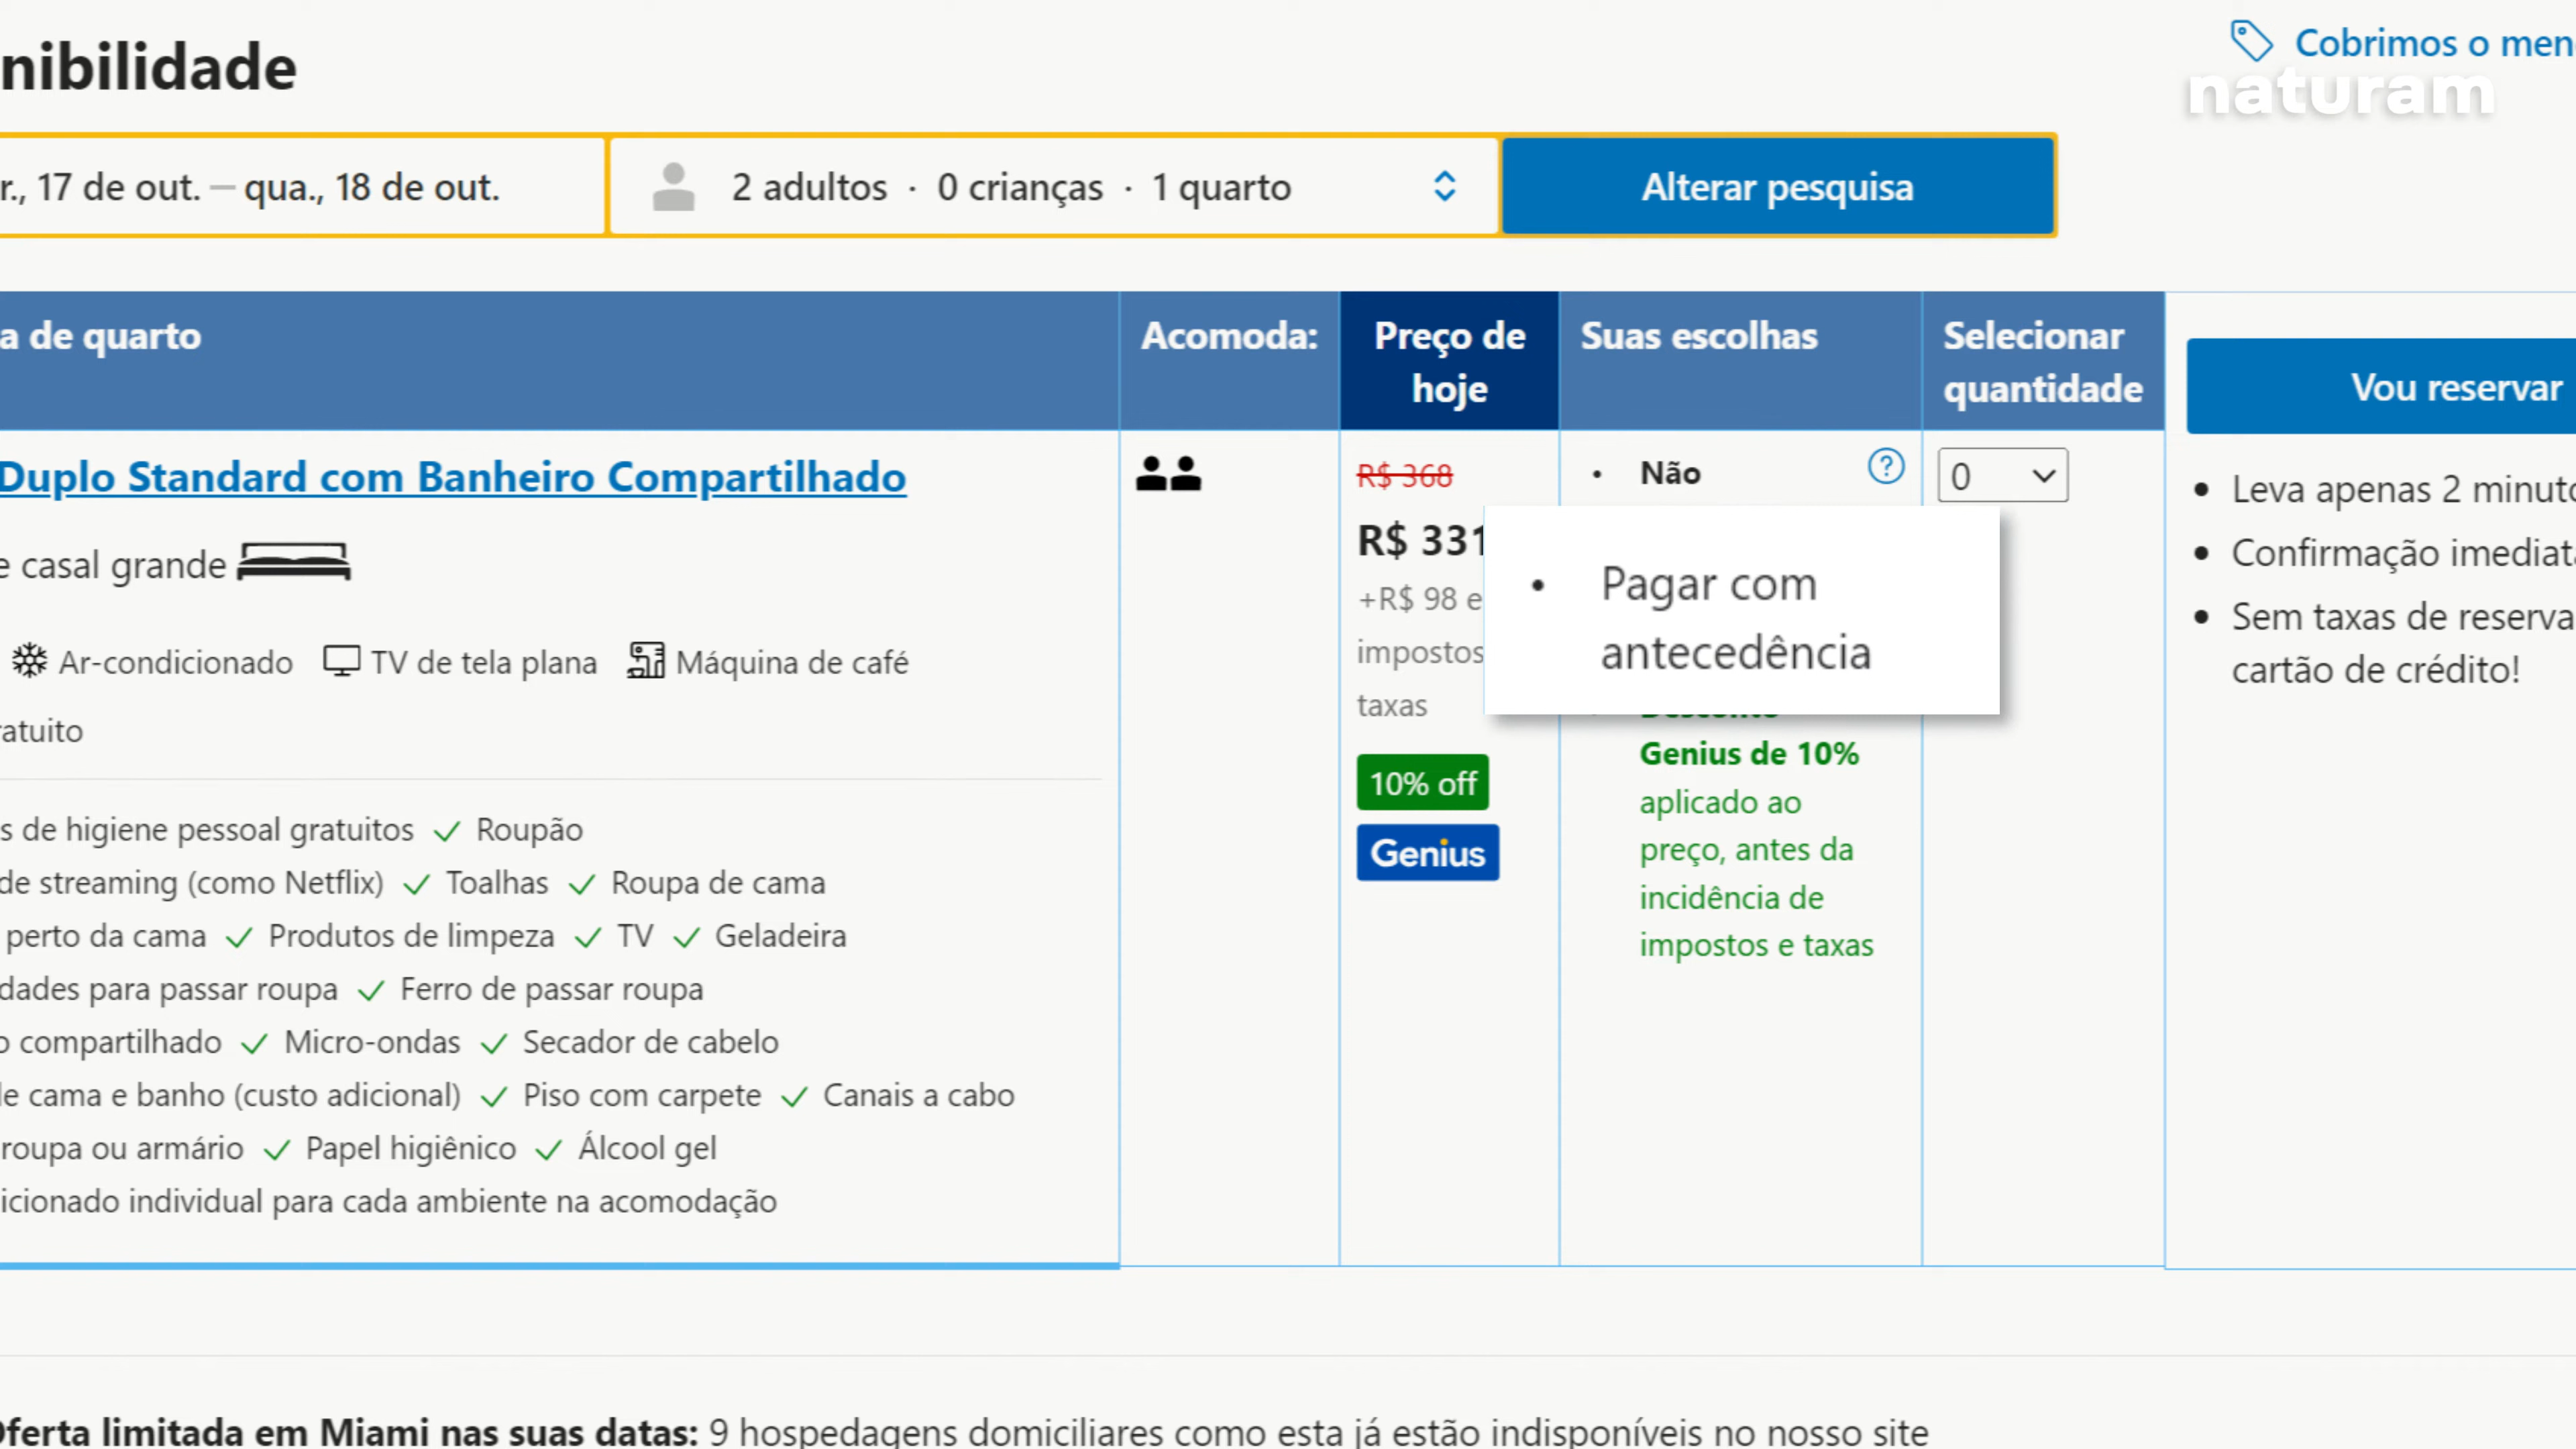 nibilidade
Cobrimos o men
naturam
r., 17 de out. — qua., 18 de out.
2 adultos · 0 crianças · 1 quarto
Alterar pesquisa
a de quarto
Acomoda:
Preço de
hoje
Suas escolhas
Selecionar
quantidade
Vou reservar
Duplo Standard com Banheiro Compartilhado
e casal grande
Ar-condicionado TV de tela plana Máquina de café
ratuito
s de higiene pessoal gratuitos ✓ Roupão
de streaming (como Netflix) ✓ Toalhas ✓ Roupa de cama
perto da cama ✓ Produtos de limpeza ✓ TV ✓ Geladeira
dades para passar roupa ✓ Ferro de passar roupa
o compartilhado ✓ Micro-ondas ✓ Secador de cabelo
de cama e banho (custo adicional) ✓ Piso com carpete ✓ Canais a cabo
roupa ou armário ✓ Papel higiênico ✓ Álcool gel
icionado individual para cada ambiente na acomodação
R$ 368
R$ 331
+R$ 98 e
impostos
taxas
10% off
Genius
• Não
• Pagar com
antecedência
Desconto
Genius de 10%
aplicado ao
preço, antes da
incidência de
impostos e taxas
0
• Leva apenas 2 minuto
• Confirmação imediata
• Sem taxas de reserva
cartão de crédito!
Oferta limitada em Miami nas suas datas: 9 hospedagens domiciliares como esta já estão indisponíveis no nosso site